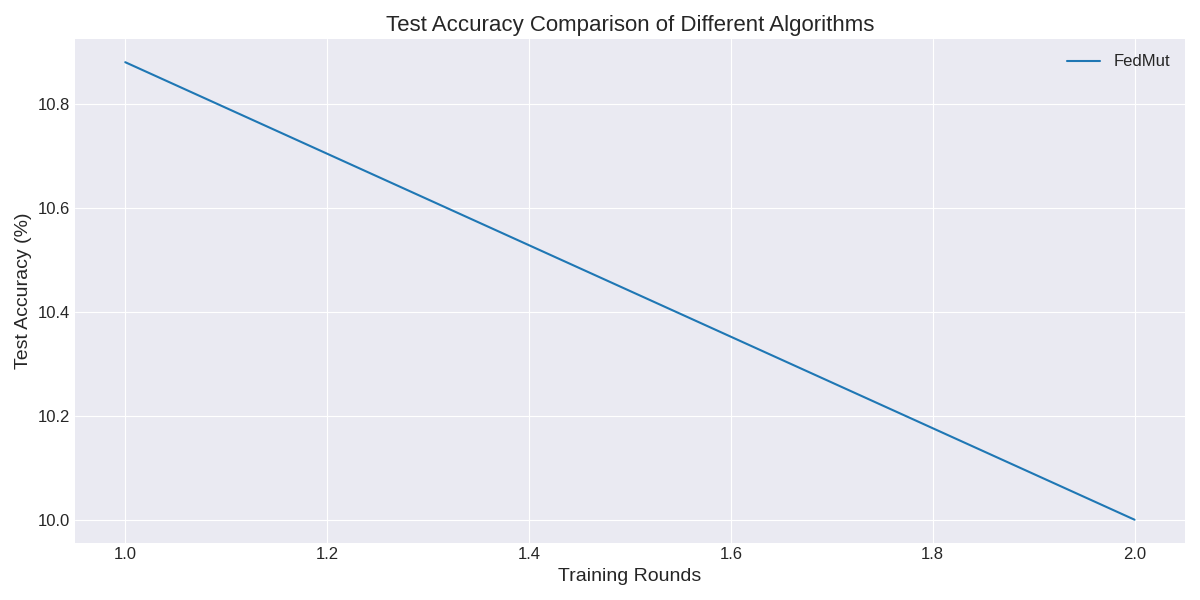 Test Accuracy Comparison of Different Algorithms
FedMut
Test Accuracy (%)
10.8
10.6
10.4
10.2
10.0
1.0 1.2 1.4 1.6 1.8 2.0
Training Rounds